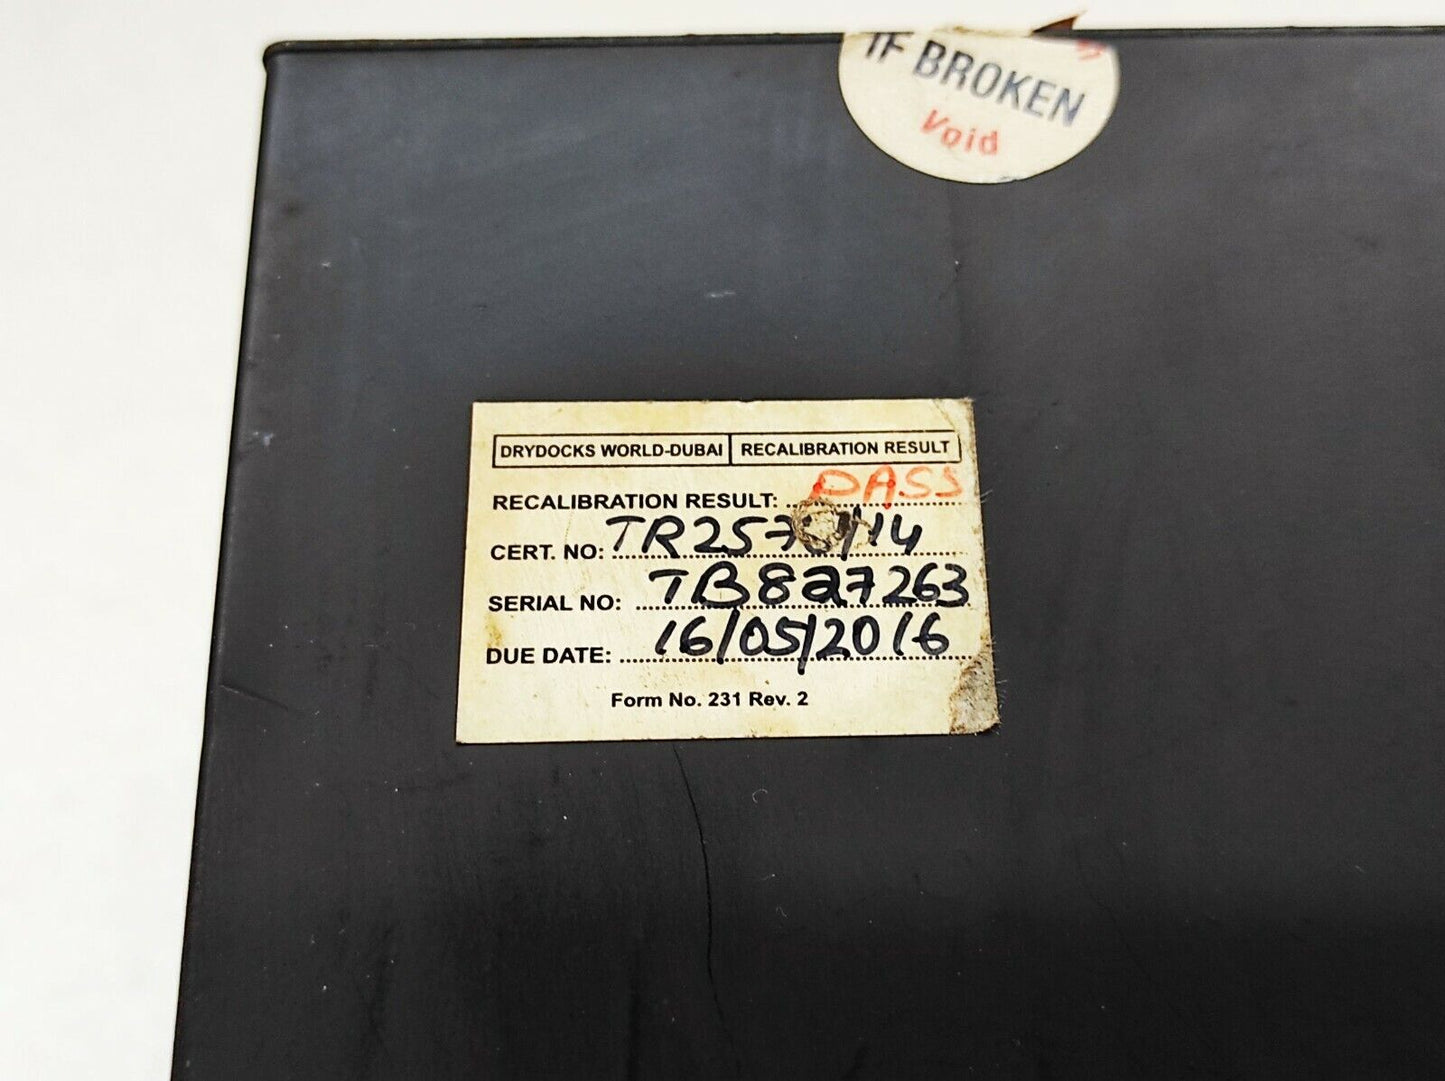 IF BROKEN
Void
DRYDOCKS WORLD-DUBAI RECALIBRATION RESULT
RECALIBRATION RESULT: PASS
CERT. NO:
SERIAL NO: TB827263
DUE DATE: 16/05/2016
Form No. 231 Rev. 2